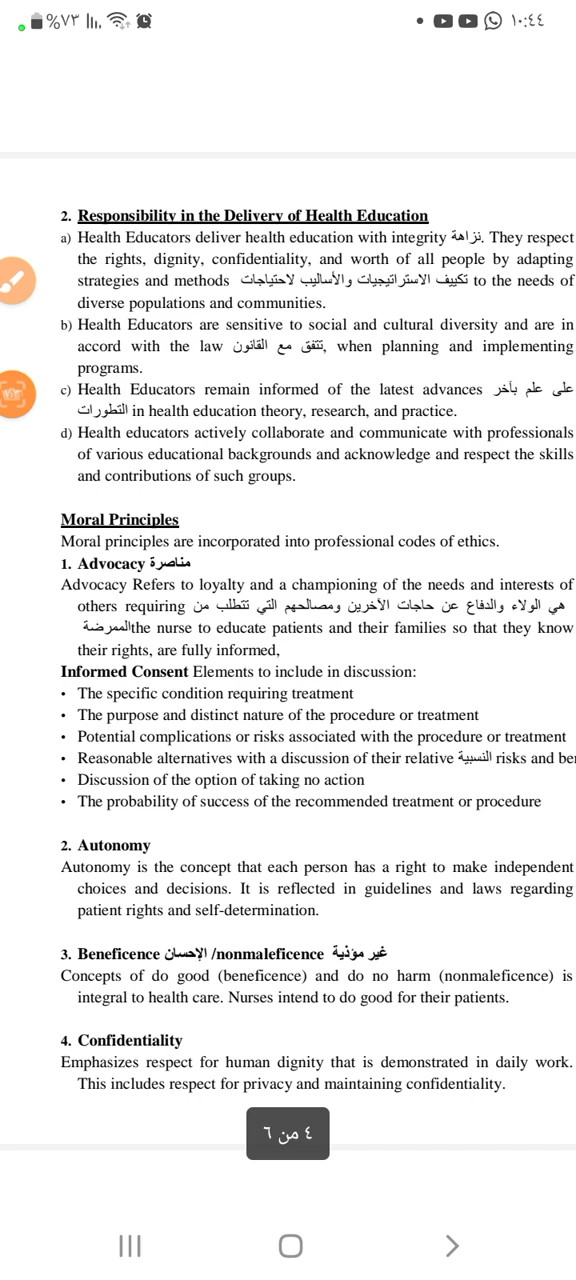 %٧٣
١٠:٤٤
2. Responsibility in the Delivery of Health Education
a) Health Educators deliver health education with integrity نزاهة. They respect
the rights, dignity, confidentiality, and worth of all people by adapting
strategies and methods تكييف الاستراتيجيات والأساليب لاحتياجات to the needs of
diverse populations and communities.
b) Health Educators are sensitive to social and cultural diversity and are in
accord with the law تتفق مع القانون, when planning and implementing
programs.
c) Health Educators remain informed of the latest advances على علم بآخر
التطورات in health education theory, research, and practice.
d) Health educators actively collaborate and communicate with professionals
of various educational backgrounds and acknowledge and respect the skills
and contributions of such groups.
Moral Principles
Moral principles are incorporated into professional codes of ethics.
1. Advocacy مناصرة
Advocacy Refers to loyalty and a championing of the needs and interests of
others requiring هي الولاء والدفاع عن حاجات الآخرين ومصالحهم التي تتطلب من
الممرضةthe nurse to educate patients and their families so that they know
their rights, are fully informed,
Informed Consent Elements to include in discussion:
• The specific condition requiring treatment
• The purpose and distinct nature of the procedure or treatment
• Potential complications or risks associated with the procedure or treatment
• Reasonable alternatives with a discussion of their relative النسبية risks and be
• Discussion of the option of taking no action
• The probability of success of the recommended treatment or procedure
2. Autonomy
Autonomy is the concept that each person has a right to make independent
choices and decisions. It is reflected in guidelines and laws regarding
patient rights and self-determination.
3. Beneficence الإحسان /nonmaleficence غير مؤذية
Concepts of do good (beneficence) and do no harm (nonmaleficence) is
integral to health care. Nurses intend to do good for their patients.
4. Confidentiality
Emphasizes respect for human dignity that is demonstrated in daily work.
This includes respect for privacy and maintaining confidentiality.
٤ من ٦